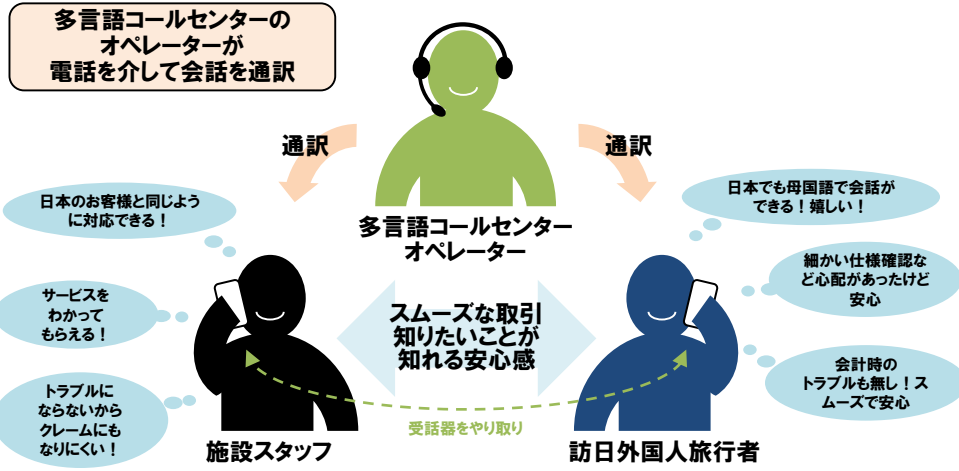 多言語コールセンターの
オペレーターが
電話を介して会話を通訳
通訳
通訳
多言語コールセンター
オペレーター
日本のお客様と同じよう
に対応できる！
サービスを
わかって
もらえる！
トラブルに
ならないから
クレームにも
なりにくい！
日本でも母国語で会話が
できる！嬉しい！
細かい仕様確認な
ど心配があったけど
安心
会計時の
トラブルも無し！ス
ムーズで安心
スムーズな取引
知りたいことが
知れる安心感
受話器をやり取り
施設スタッフ
訪日外国人旅行者